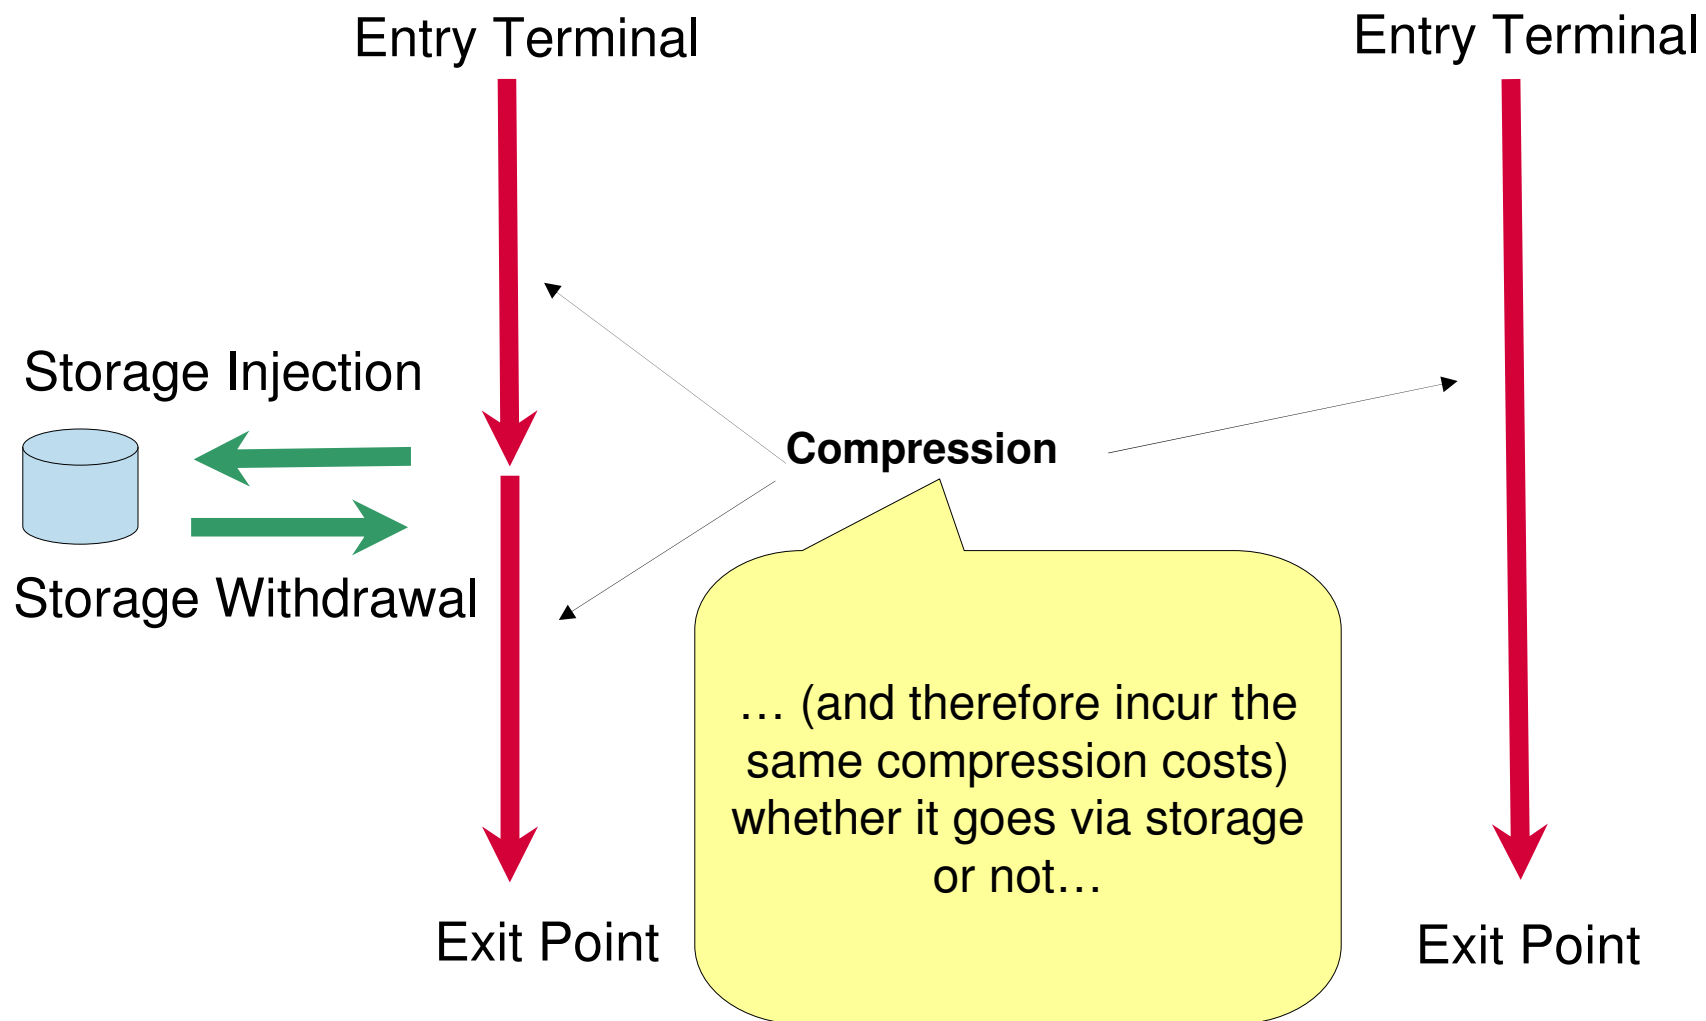 Entry Terminal
Entry Terminal
Storage Injection
Compression
Storage Withdrawal
… (and therefore incur the
same compression costs)
whether it goes via storage
or not…
Exit Point
Exit Point